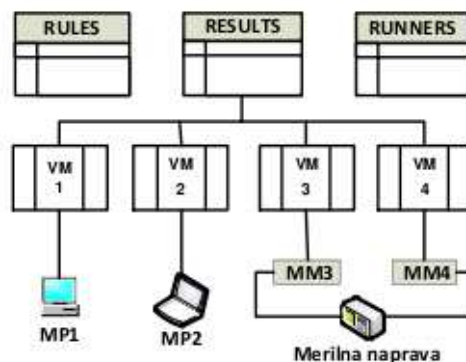 RULES RESULTS RUNNERS
VM VM VM VM
1 2 3 4
MM3 MM4
MP1 MP2
Merilna naprava